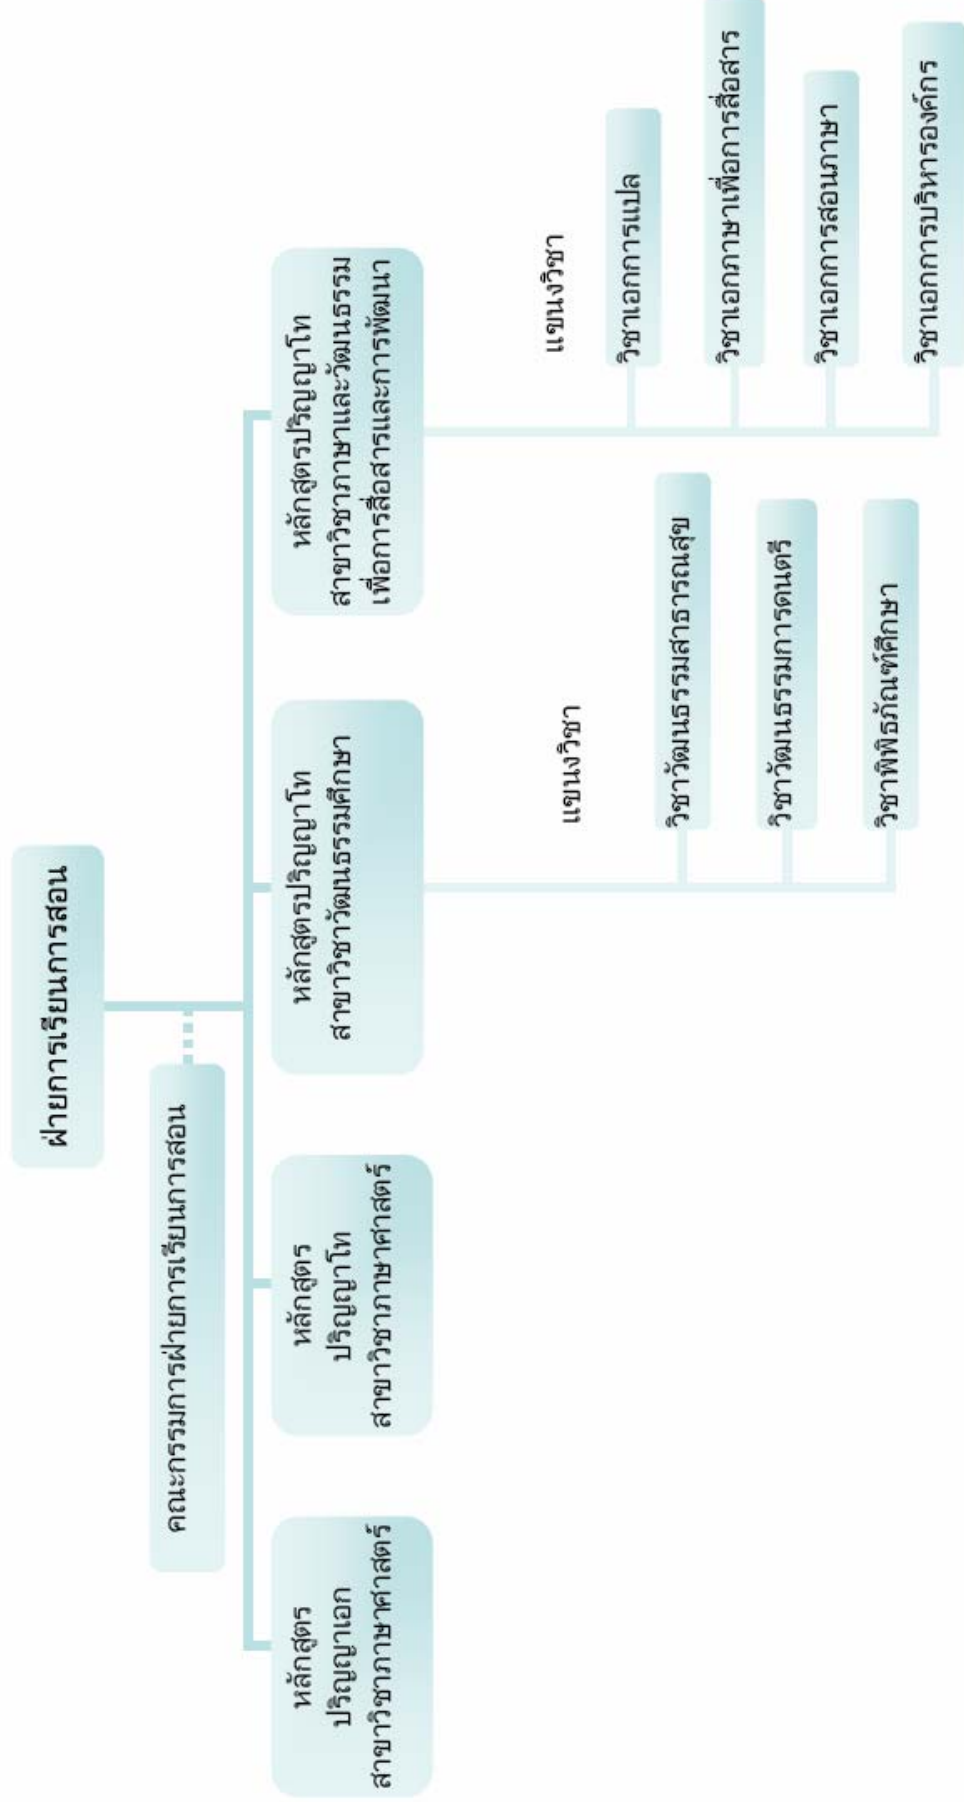 ฝ่ายการเรียนการสอน
คณะกรรมการฝ่ายการเรียนการสอน
หลักสูตร
ปริญญาเอก
สาขาวิชาภาษาศาสตร์
หลักสูตร
ปริญญาโท
สาขาวิชาภาษาศาสตร์
หลักสูตรปริญญาโท
สาขาวิชาวัฒนธรรมศึกษา
หลักสูตรปริญญาโท
สาขาวิชาภาษาและวัฒนธรรม
เพื่อการสื่อสารและการพัฒนา
แขนงวิชา
วิชาวัฒนธรรมสาธารณสุข
วิชาวัฒนธรรมการดนตรี
วิชาพิพิธภัณฑ์ศึกษา
แขนงวิชา
วิชาเอกการแปล
วิชาเอกภาษาเพื่อการสื่อสาร
วิชาเอกการสอนภาษา
วิชาเอกการบริหารองค์กร